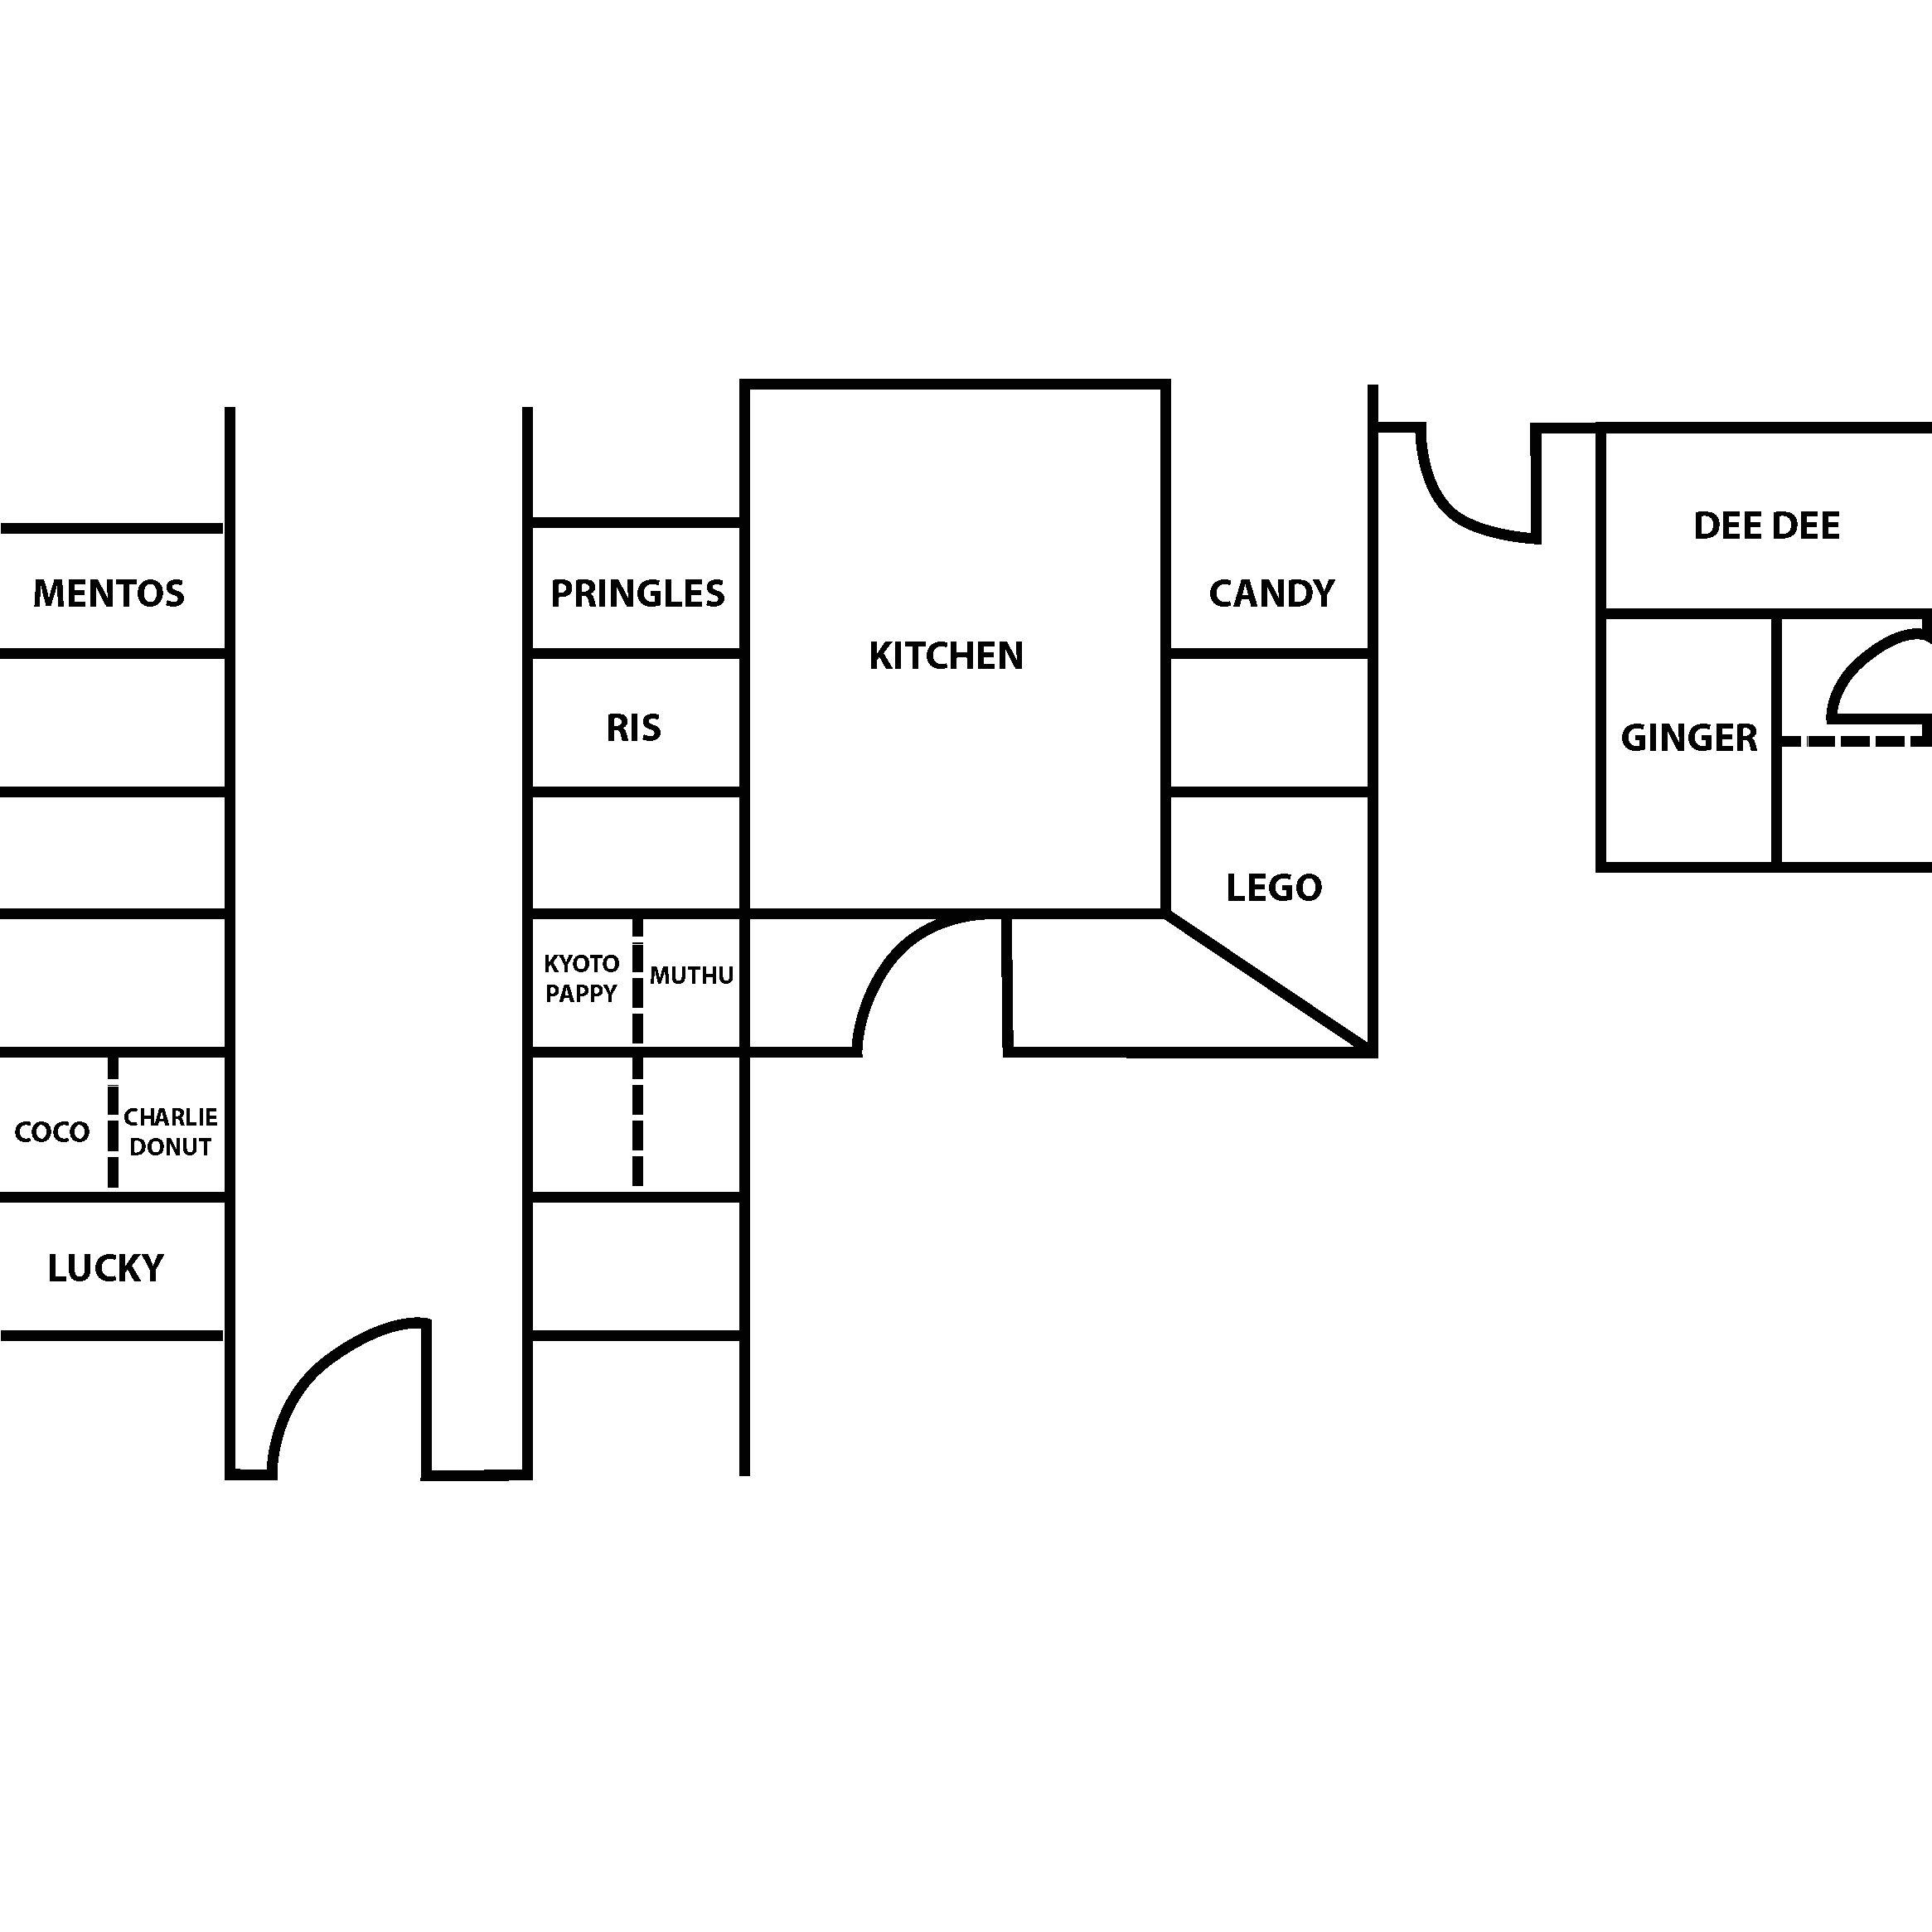 DEE DEE
MENTOS
PRINGLES
CANDY
KITCHEN
RIS
GINGER
LEGO
KYOTO
PAPPY
MUTHU
COCO
CHARLIE
DONUT
LUCKY